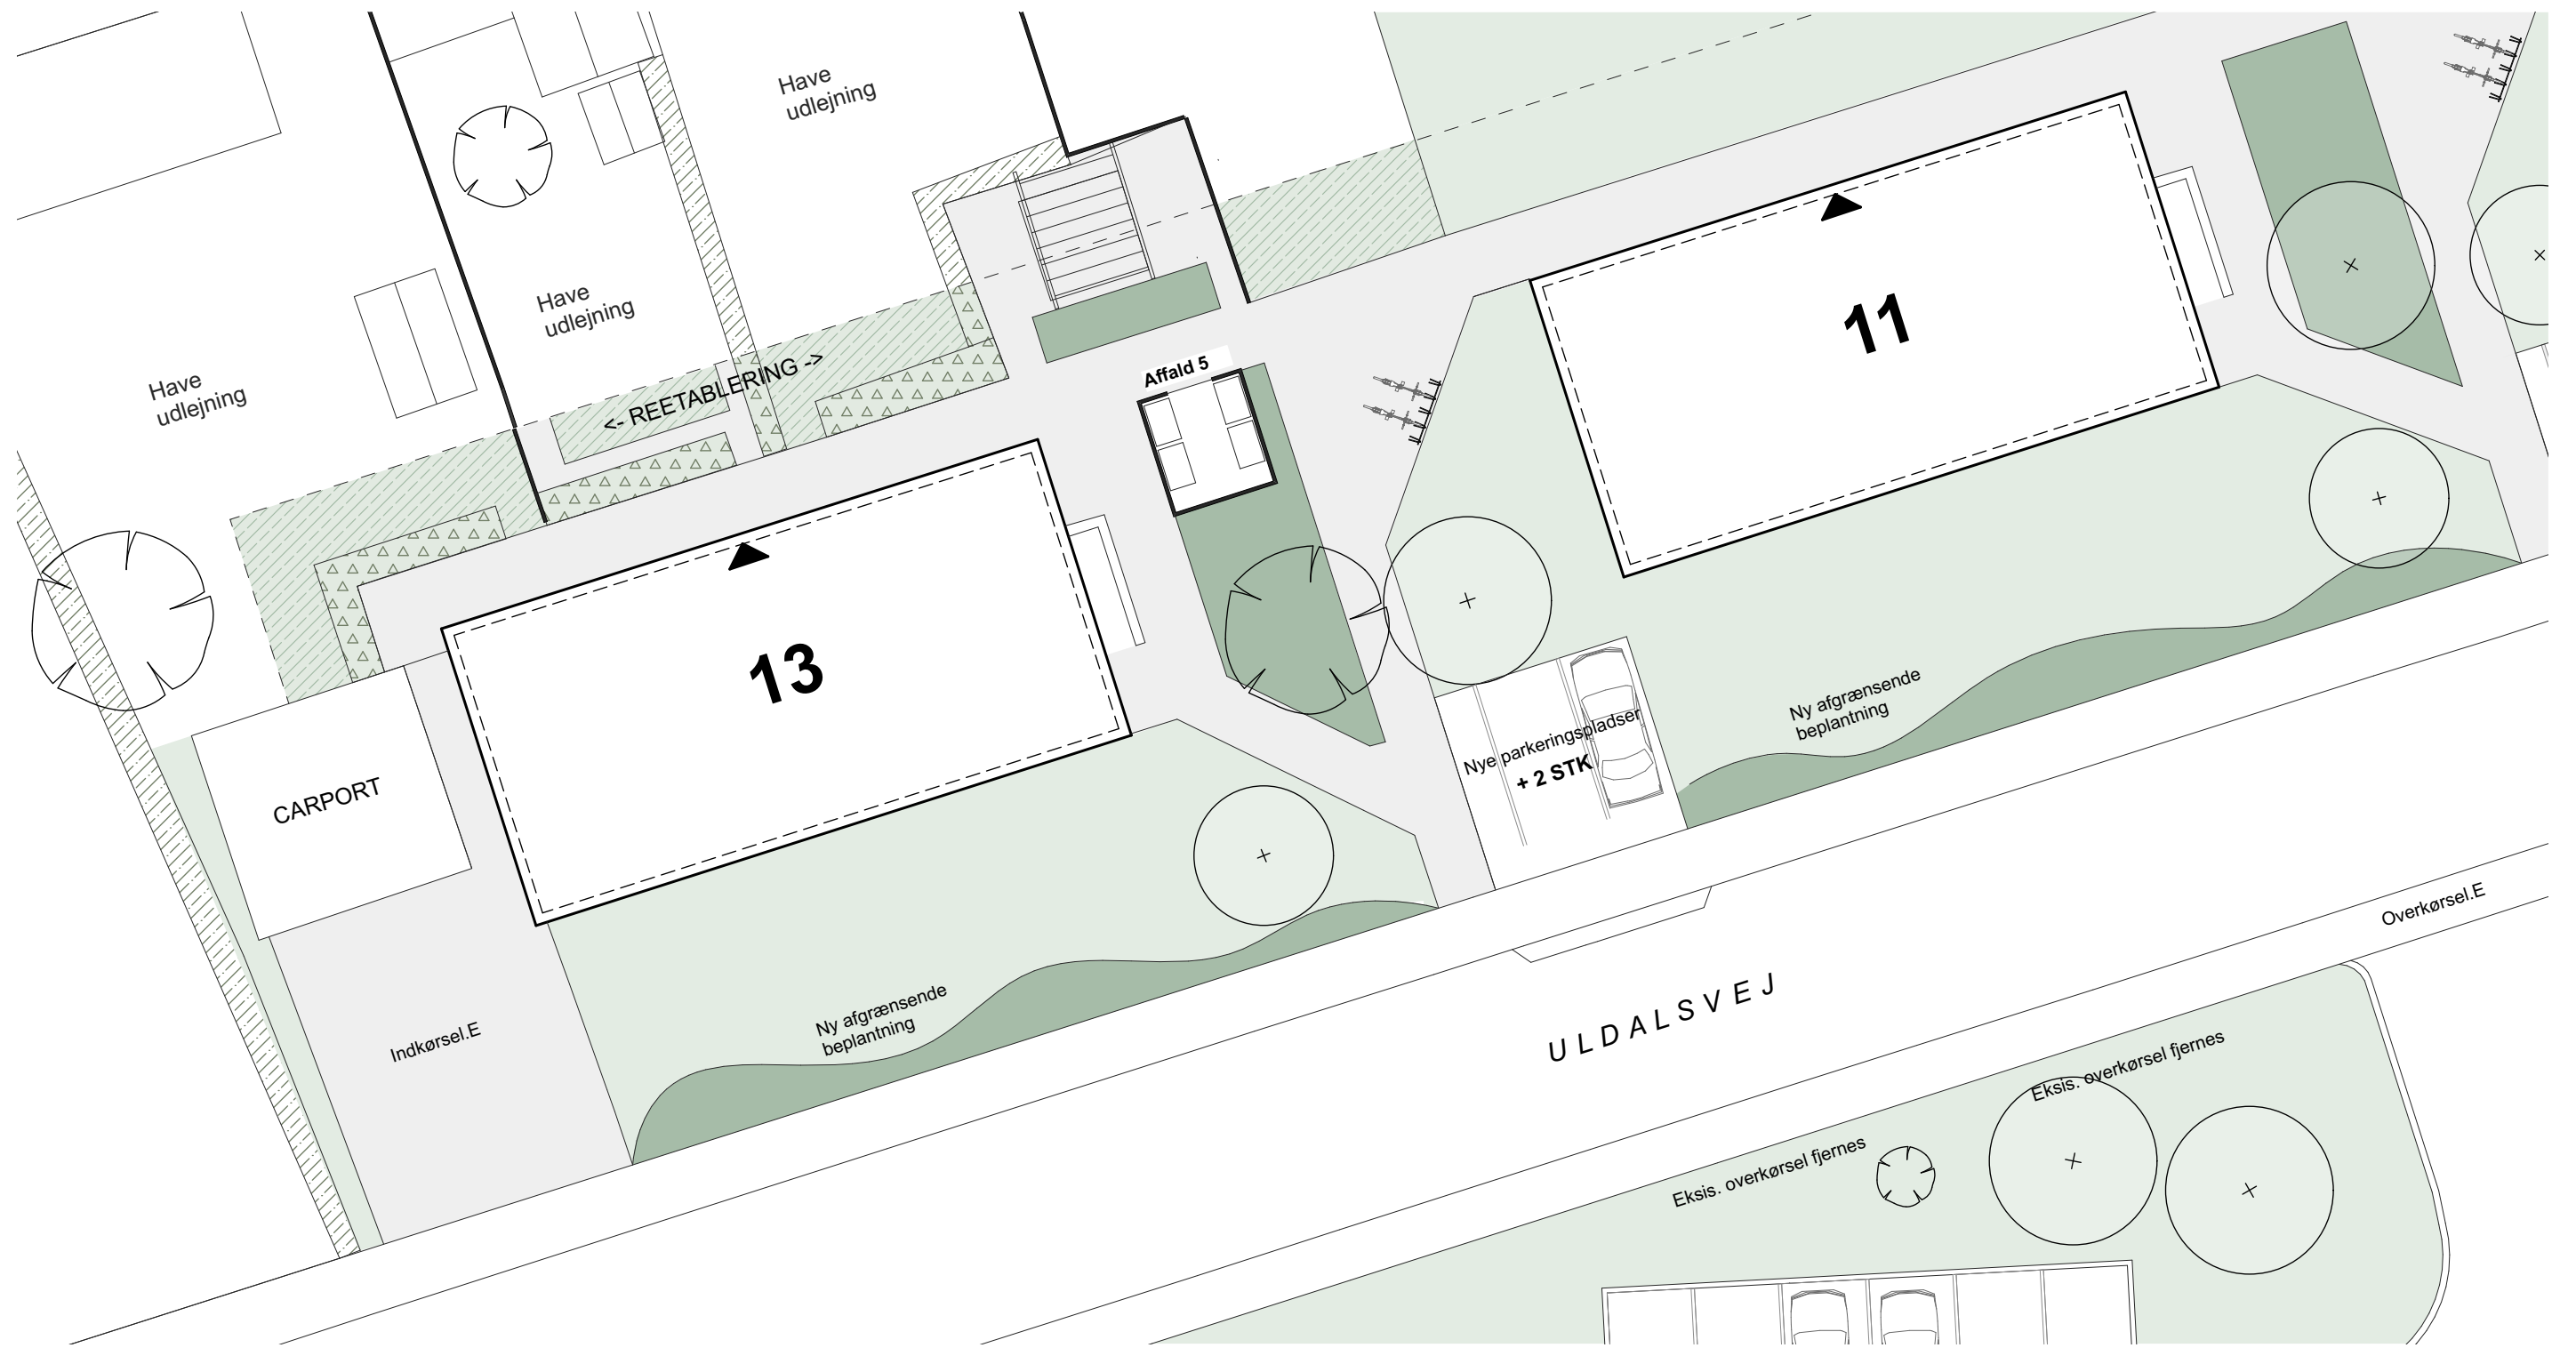 Have
udlejning
Have
udlejning
Have
udlejning
<- REETABLERING ->
Affald 5
11
13
CARPORT
Nye parkeringspladser
+ 2 STK
Ny afgrænsende
beplantning
Ny afgrænsende
beplantning
Indkørsel.E
Overkørsel.E
ULDALSVEJ
Eksis. overkørsel fjernes
Eksis. overkørsel fjernes